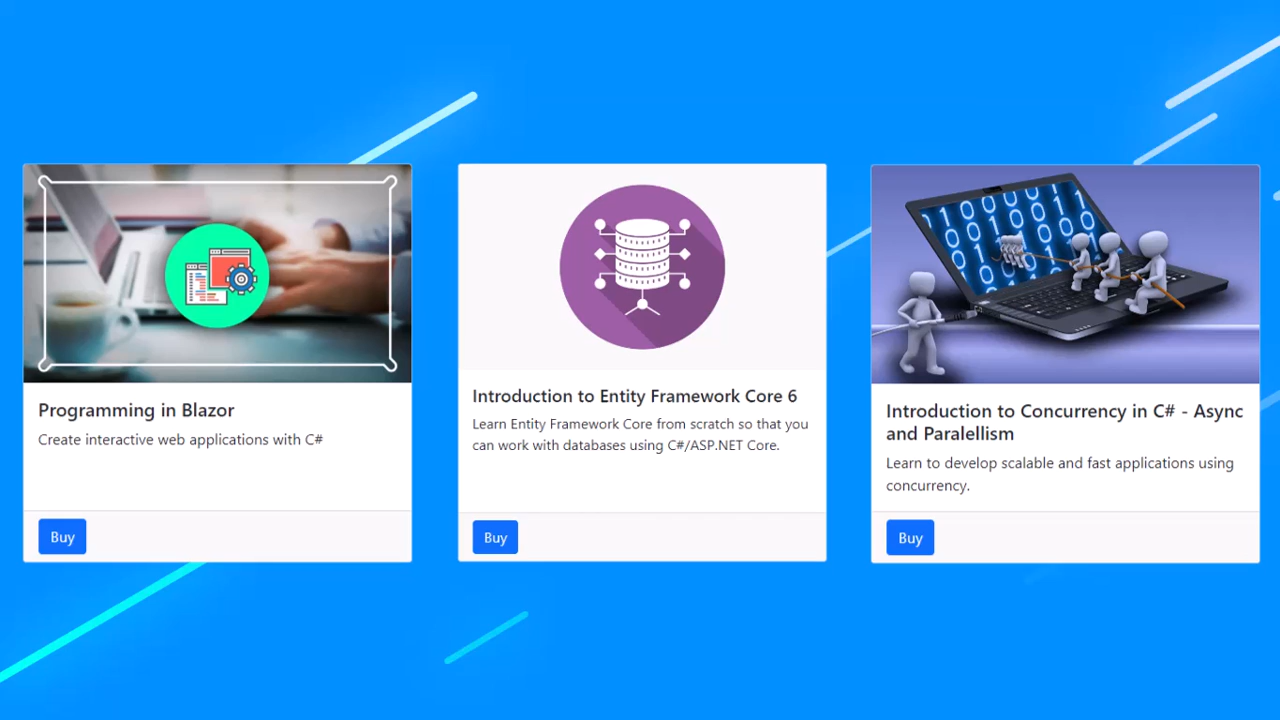 Programming in Blazor
Create interactive web applications with C#
Buy
Introduction to Entity Framework Core 6
Learn Entity Framework Core from scratch so that you
can work with databases using C#/ASP.NET Core.
Buy
Introduction to Concurrency in C# - Async
and Paralellism
Learn to develop scalable and fast applications using
concurrency.
Buy